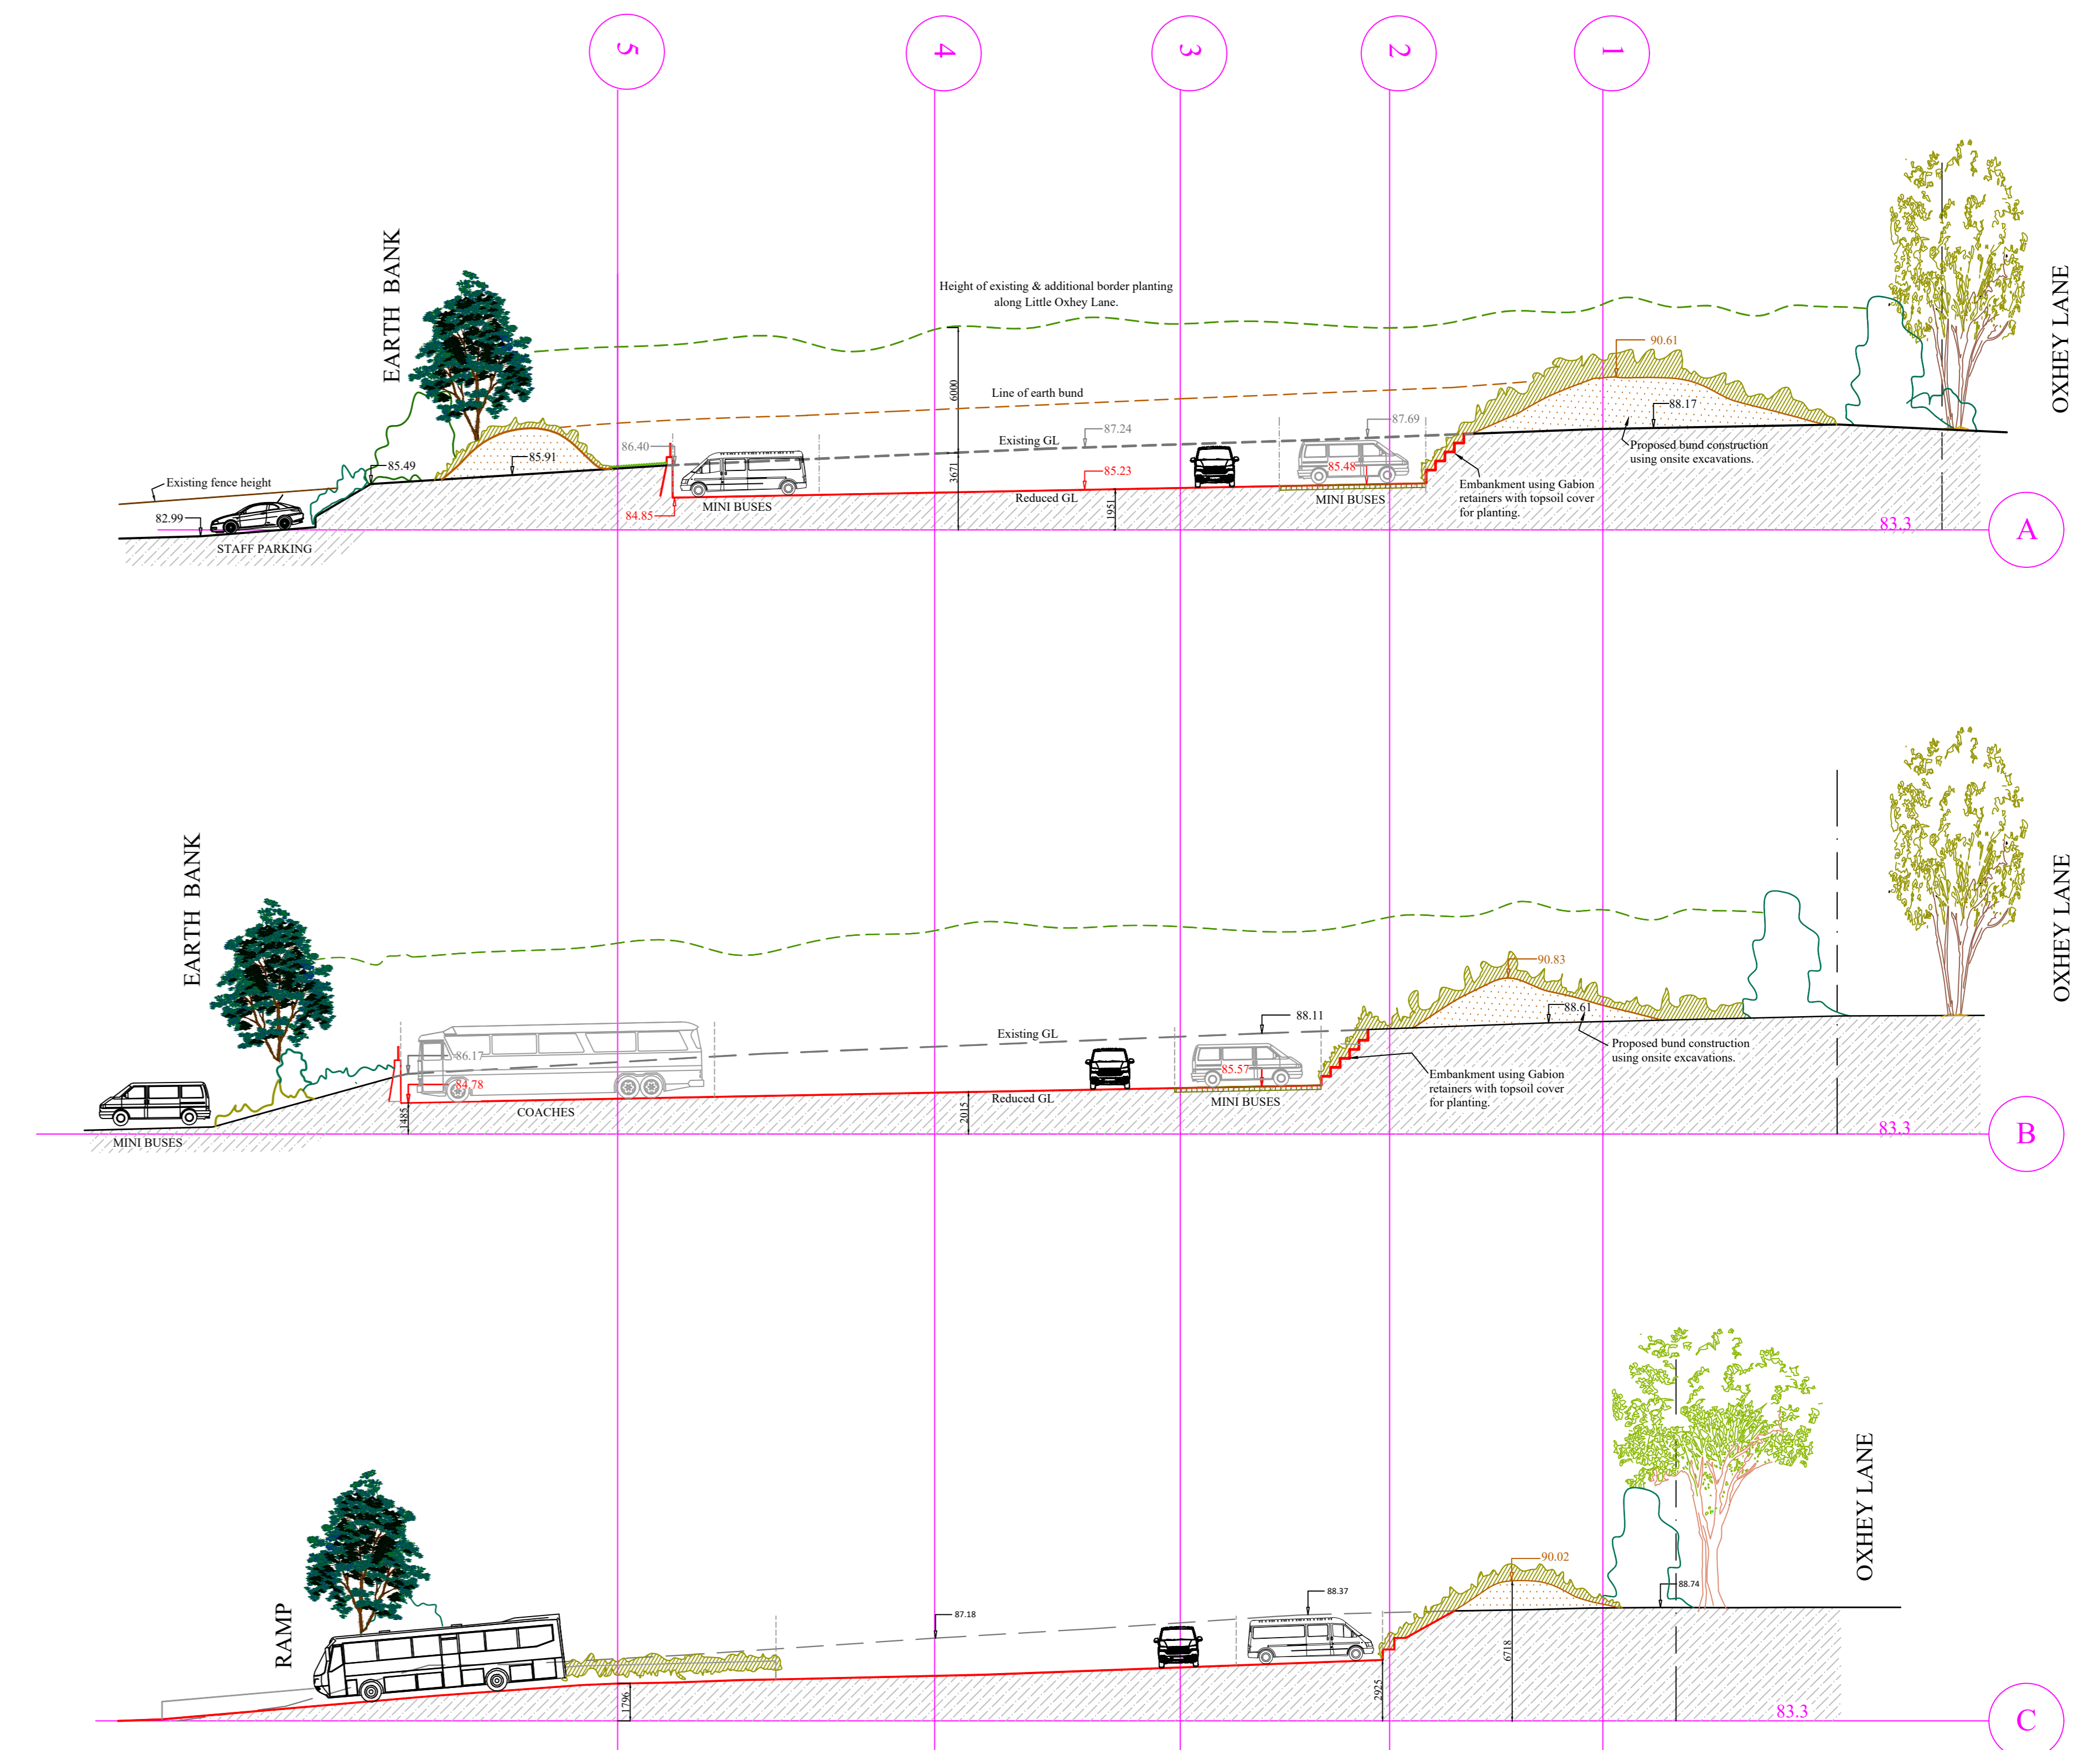 5
4
3
2
1
EARTH BANK
OXHEY LANE
Height of existing & additional border planting
along Little Oxhey Lane.
90.61
6000
Line of earth bund
88.17
87.69
87.24
Existing GL
86.40
Proposed bund construction
using onsite excavations.
85.91
85.49
85.48
85.23
3671
Existing fence height
Embankment using Gabion
retainers with topsoil cover
for planting.
Reduced GL
MINI BUSES
MINI BUSES
1951
84.85
82.99
STAFF PARKING
83.3
A
EARTH BANK
OXHEY LANE
90.83
88.61
88.11
Existing GL
Proposed bund construction
using onsite excavations.
86.17
84.78
85.57
Embankment using Gabion
retainers with topsoil cover
for planting.
Reduced GL
MINI BUSES
COACHES
1485
2015
MINI BUSES
83.3
B
RAMP
OXHEY LANE
90.02
88.74
88.37
87.18
6718
2925
1796
83.3
C